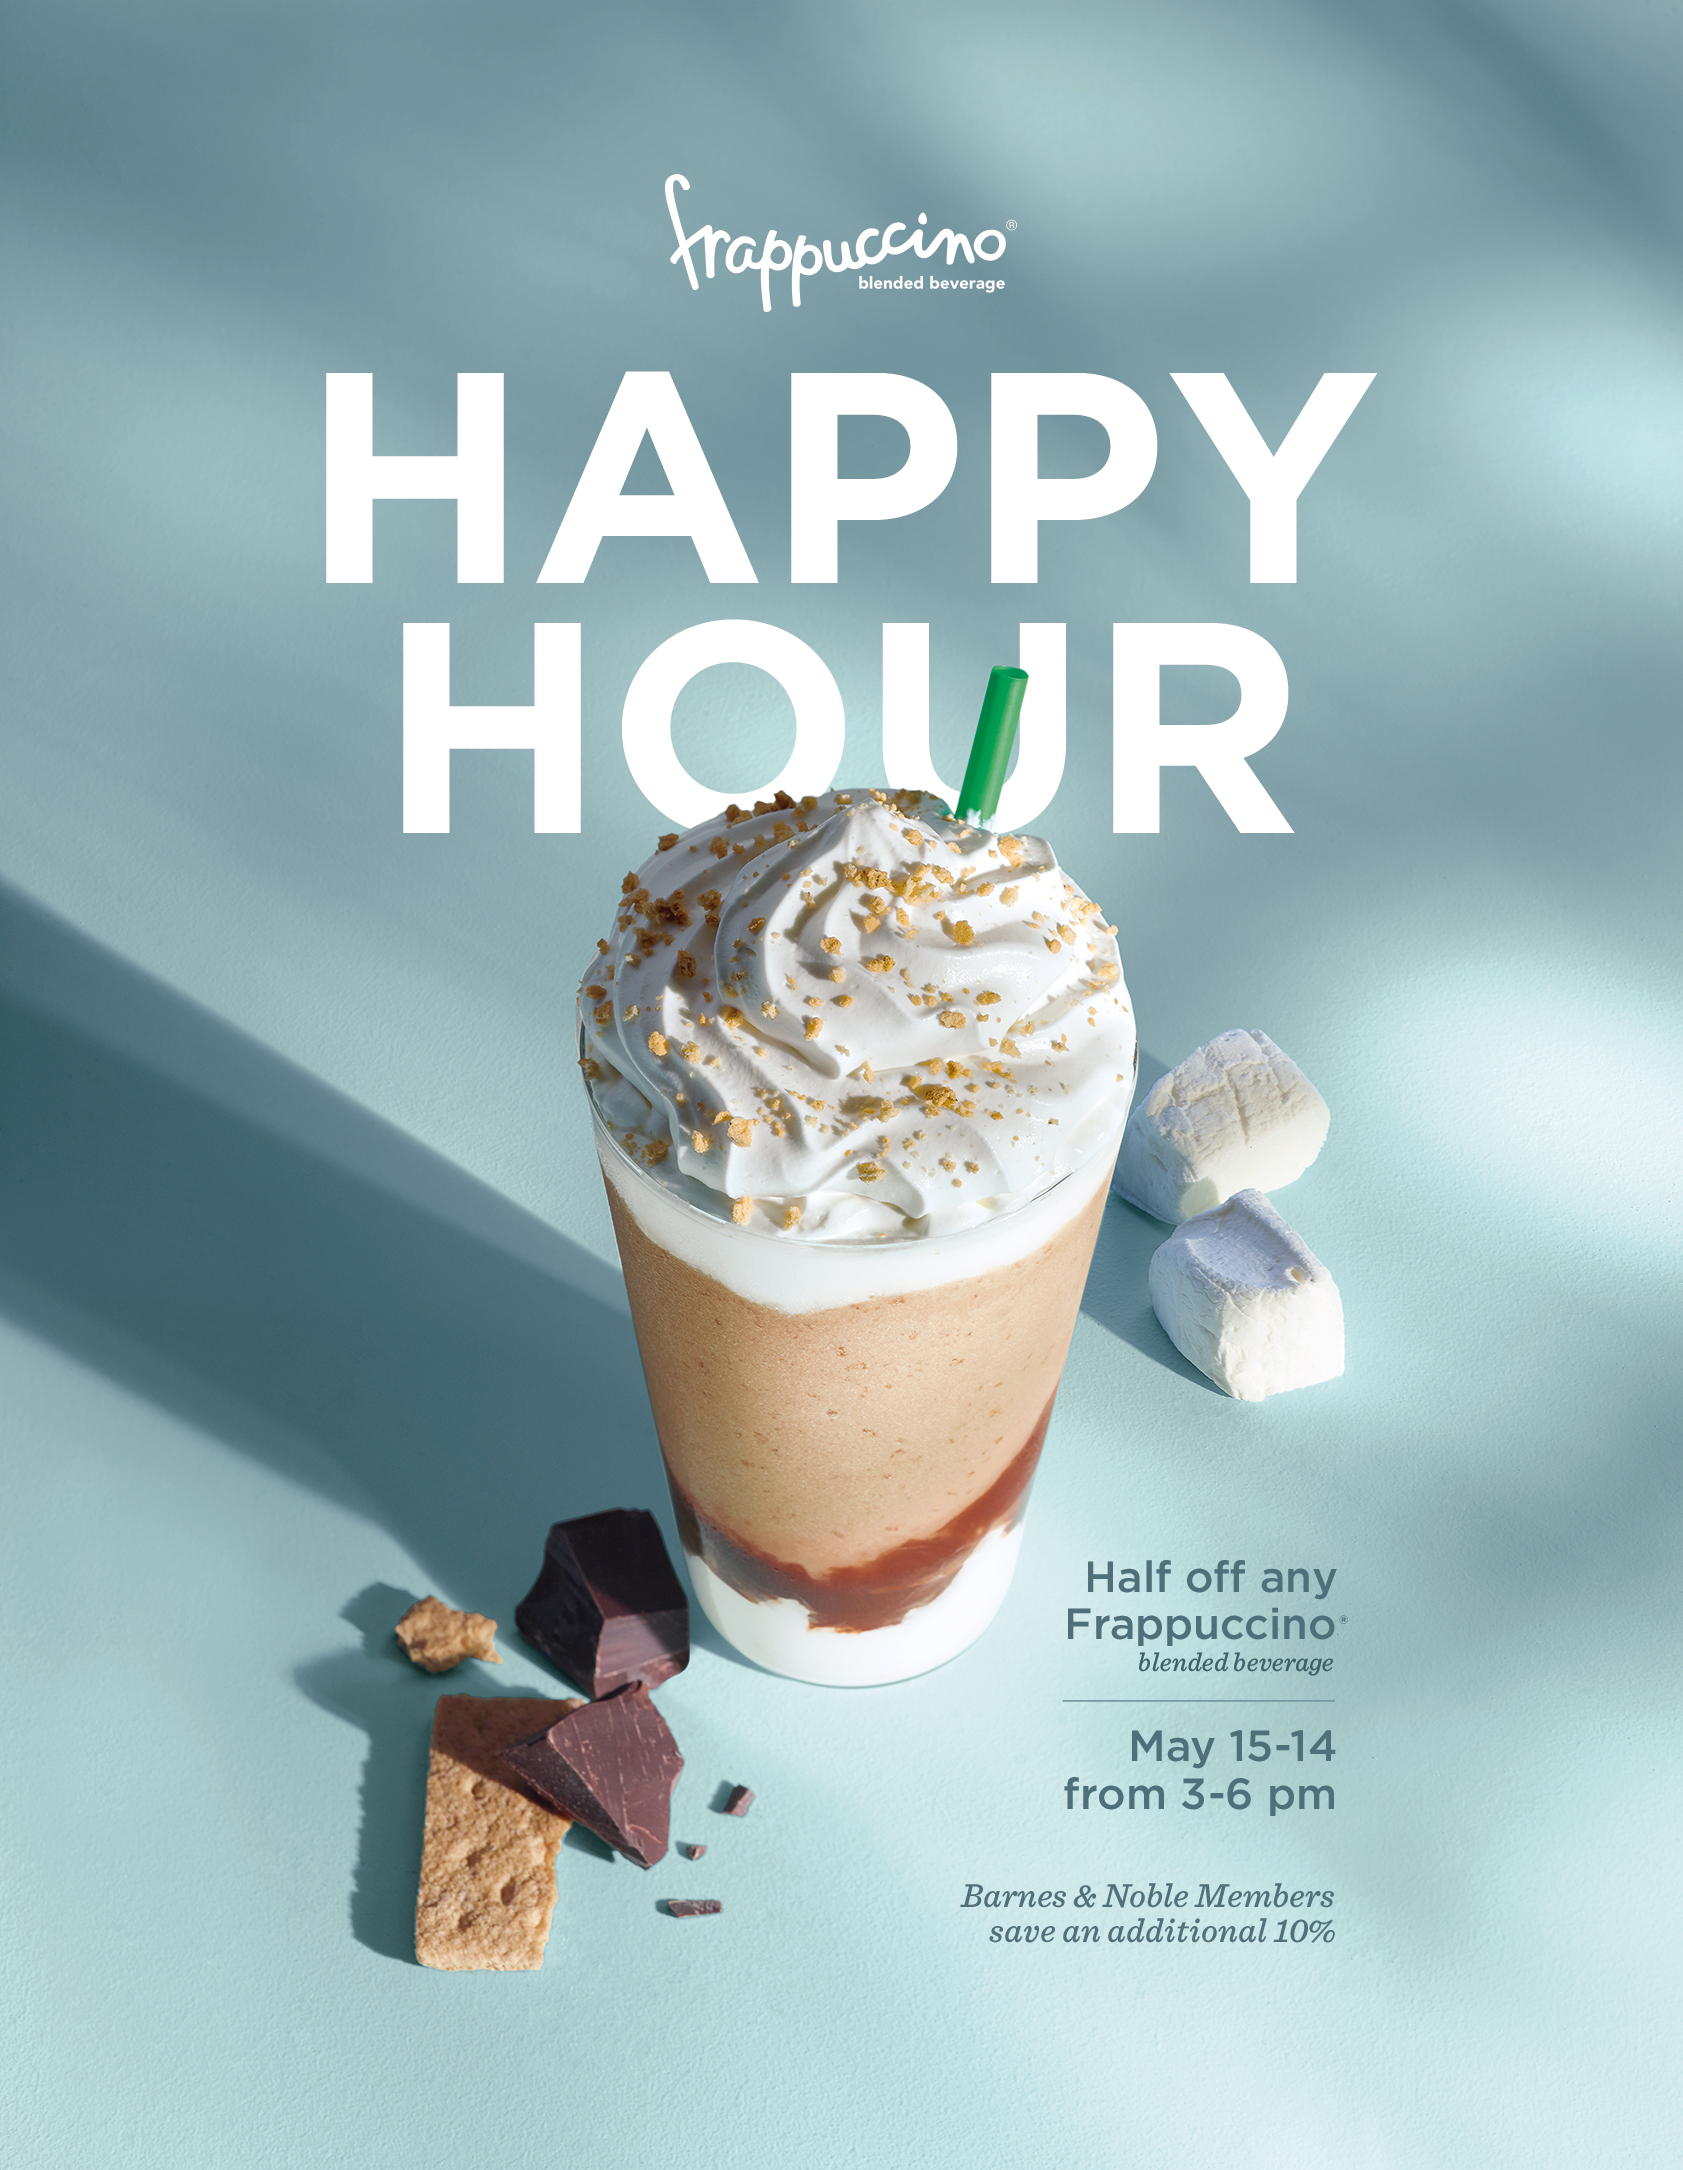 frappuccino®
blended beverage
HAPPY
HOUR
Half off any
Frappuccino®
blended beverage
May 15-14
from 3-6 pm
Barnes & Noble Members
save an additional 10%